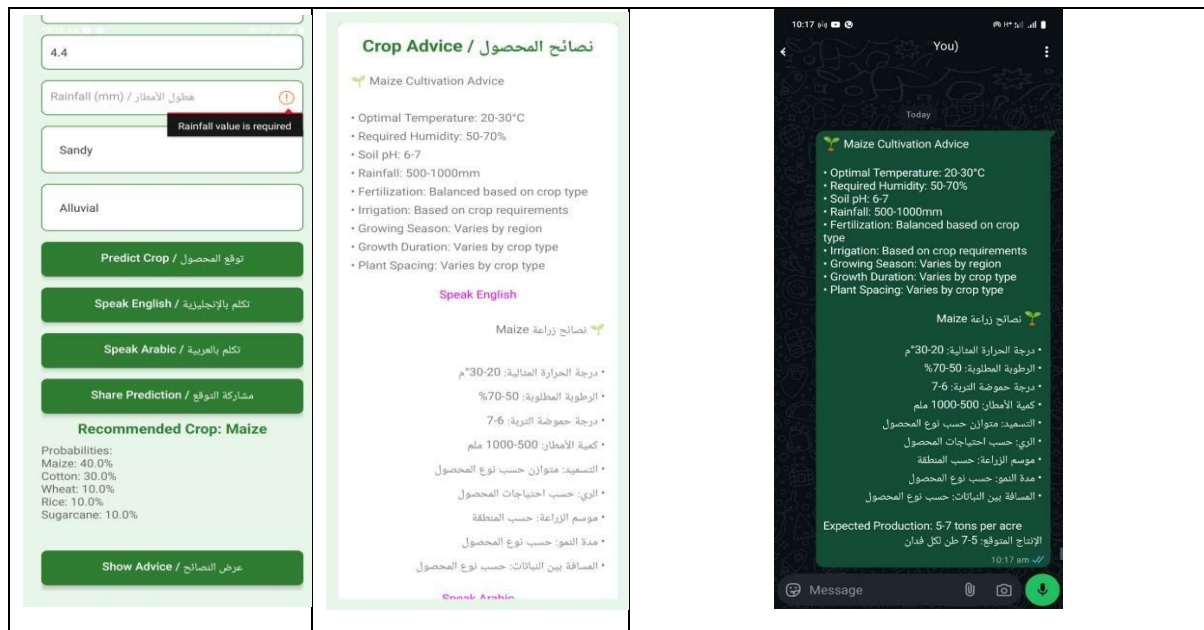 4.4
Rainfall (mm) / هطول الأمطار
Rainfall value is required
Sandy
Alluvial
Predict Crop / توقع المحصول
Speak English / تكلم بالإنجليزية
Speak Arabic / تكلم بالعربية
Share Prediction / مشاركة التوقع
Recommended Crop: Maize
Probabilities:
Maize: 40.0%
Cotton: 30.0%
Wheat: 10.0%
Rice: 10.0%
Sugarcane: 10.0%
Show Advice / عرض النصائح
Crop Advice / نصائح المحصول
Maize Cultivation Advice
• Optimal Temperature: 20-30°C
• Required Humidity: 50-70%
• Soil pH: 6-7
• Rainfall: 500-1000mm
• Fertilization: Balanced based on crop type
• Irrigation: Based on crop requirements
• Growing Season: Varies by region
• Growth Duration: Varies by crop type
• Plant Spacing: Varies by crop type
Speak English
نصائح زراعة Maize
• درجة الحرارة المثالية: 20-30°م
• الرطوبة المطلوبة: 50-70%
• درجة حموضة التربة: 6-7
• كمية الأمطار: 500-1000 ملم
• التسميد: متوازن حسب نوع المحصول
• الري: حسب احتياجات المحصول
• موسم الزراعة: حسب المنطقة
• مدة النمو: حسب نوع المحصول
• المسافة بين النباتات: حسب نوع المحصول
Speak Arabic
10:17
You)
Today
Maize Cultivation Advice
• Optimal Temperature: 20-30°C
• Required Humidity: 50-70%
• Soil pH: 6-7
• Rainfall: 500-1000mm
• Fertilization: Balanced based on crop
type
• Irrigation: Based on crop requirements
• Growing Season: Varies by region
• Growth Duration: Varies by crop type
• Plant Spacing: Varies by crop type
نصائح زراعة Maize
• درجة الحرارة المثالية: 20-30°م
• الرطوبة المطلوبة: 50-70%
• درجة حموضة التربة: 6-7
• كمية الأمطار: 500-1000 ملم
• التسميد: متوازن حسب نوع المحصول
• الري: حسب احتياجات المحصول
• موسم الزراعة: حسب المنطقة
• مدة النمو: حسب نوع المحصول
• المسافة بين النباتات: حسب نوع المحصول
Expected Production: 5-7 tons per acre
الإنتاج المتوقع: 5-7 طن لكل فدان
10:17 am
Message